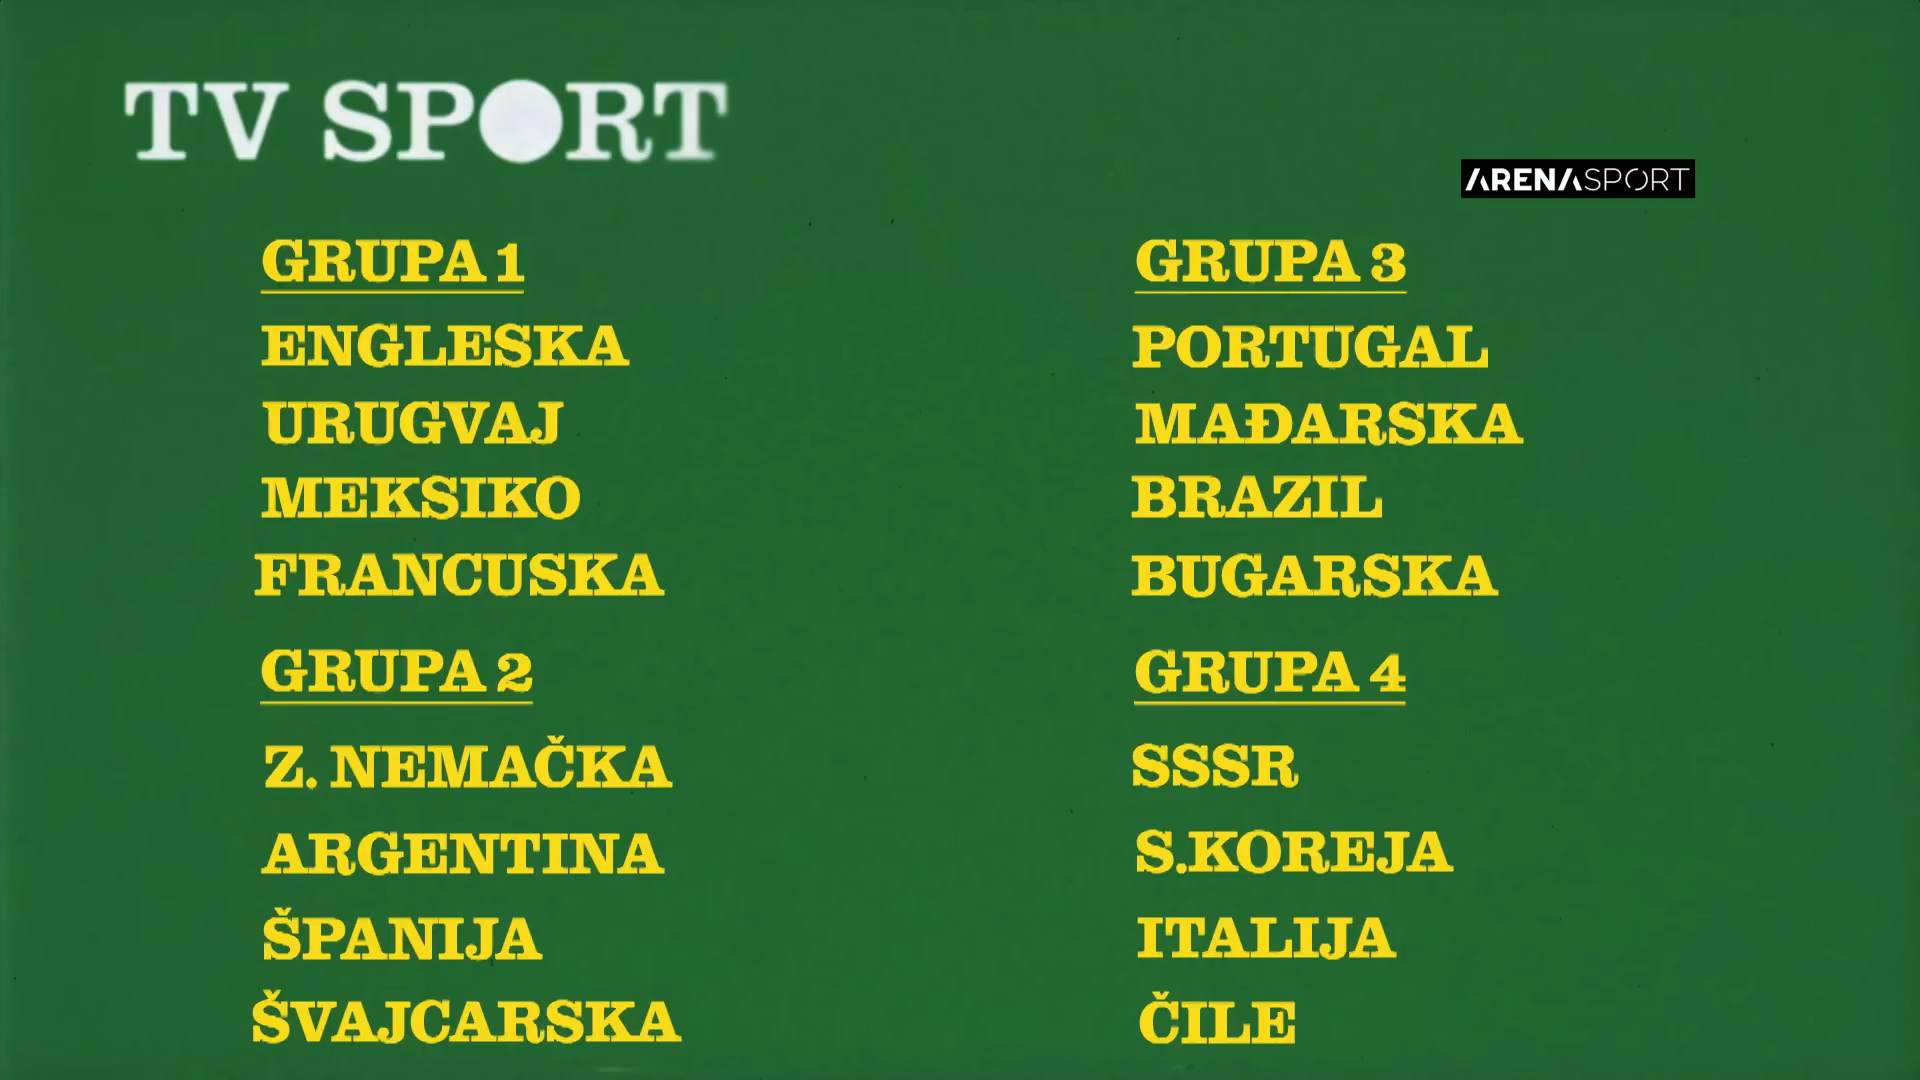 TV SPORT
ARENASPORT
GRUPA 1
ENGLESKA
URUGVAJ
MEKSIKO
FRANCUSKA
GRUPA 2
Z. NEMAČKA
ARGENTINA
ŠPANIJA
ŠVAJCARSKA
GRUPA 3
PORTUGAL
MAĐARSKA
BRAZIL
BUGARSKA
GRUPA 4
SSSR
S.KOREJA
ITALIJA
ČILE